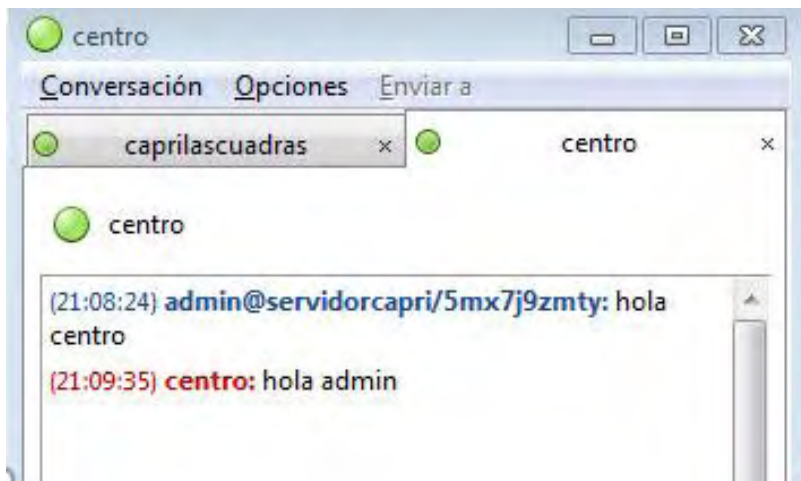 centro
Conversación Opciones Enviar a
caprilascuadras × centro ×
centro
(21:08:24) admin@servidorcapri/5mx7j9zmty: hola
centro
(21:09:35) centro: hola admin